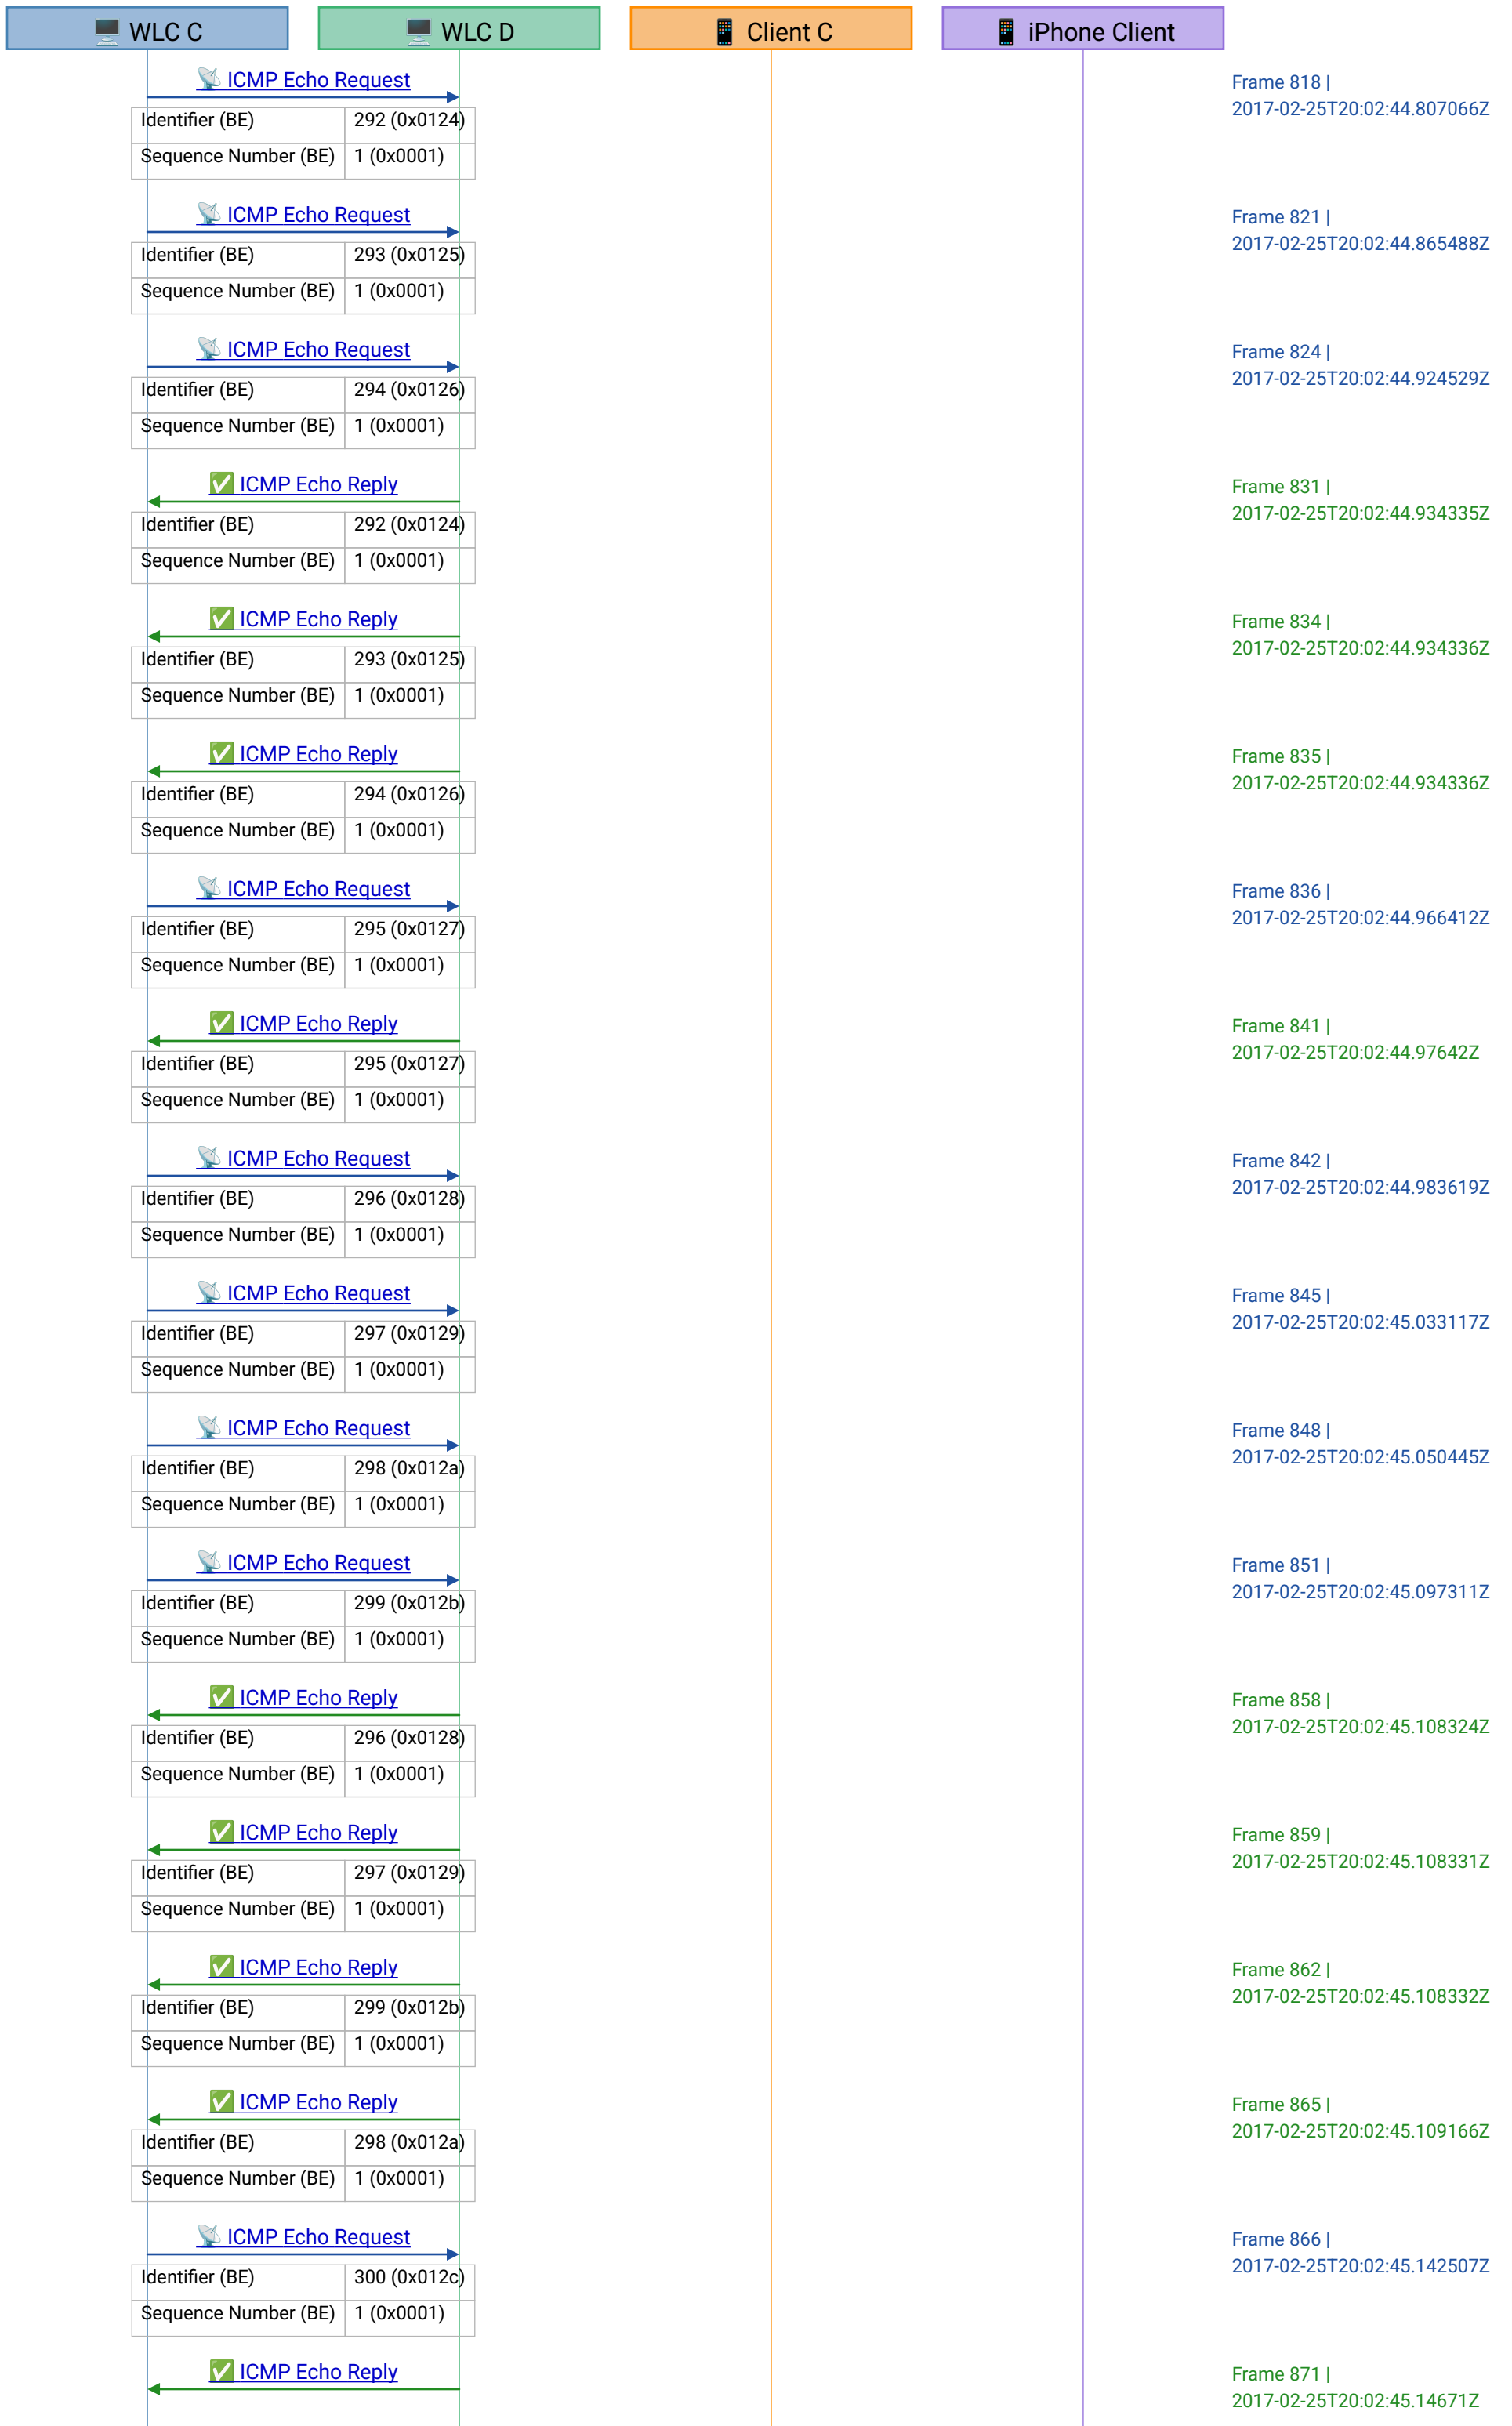 WLC C
WLC D
Client C
iPhone Client
ICMP Echo Request
Frame 818 |
2017-02-25T20:02:44.807066Z
Identifier (BE) 292 (0x0124)
Sequence Number (BE) 1 (0x0001)
ICMP Echo Request
Frame 821 |
2017-02-25T20:02:44.865488Z
Identifier (BE) 293 (0x0125)
Sequence Number (BE) 1 (0x0001)
ICMP Echo Request
Frame 824 |
2017-02-25T20:02:44.924529Z
Identifier (BE) 294 (0x0126)
Sequence Number (BE) 1 (0x0001)
ICMP Echo Reply
Frame 831 |
2017-02-25T20:02:44.934335Z
Identifier (BE) 292 (0x0124)
Sequence Number (BE) 1 (0x0001)
ICMP Echo Reply
Frame 834 |
2017-02-25T20:02:44.934336Z
Identifier (BE) 293 (0x0125)
Sequence Number (BE) 1 (0x0001)
ICMP Echo Reply
Frame 835 |
2017-02-25T20:02:44.934336Z
Identifier (BE) 294 (0x0126)
Sequence Number (BE) 1 (0x0001)
ICMP Echo Request
Frame 836 |
2017-02-25T20:02:44.966412Z
Identifier (BE) 295 (0x0127)
Sequence Number (BE) 1 (0x0001)
ICMP Echo Reply
Frame 841 |
2017-02-25T20:02:44.97642Z
Identifier (BE) 295 (0x0127)
Sequence Number (BE) 1 (0x0001)
ICMP Echo Request
Frame 842 |
2017-02-25T20:02:44.983619Z
Identifier (BE) 296 (0x0128)
Sequence Number (BE) 1 (0x0001)
ICMP Echo Request
Frame 845 |
2017-02-25T20:02:45.033117Z
Identifier (BE) 297 (0x0129)
Sequence Number (BE) 1 (0x0001)
ICMP Echo Request
Frame 848 |
2017-02-25T20:02:45.050445Z
Identifier (BE) 298 (0x012a)
Sequence Number (BE) 1 (0x0001)
ICMP Echo Request
Frame 851 |
2017-02-25T20:02:45.097311Z
Identifier (BE) 299 (0x012b)
Sequence Number (BE) 1 (0x0001)
ICMP Echo Reply
Frame 858 |
2017-02-25T20:02:45.108324Z
Identifier (BE) 296 (0x0128)
Sequence Number (BE) 1 (0x0001)
ICMP Echo Reply
Frame 859 |
2017-02-25T20:02:45.108331Z
Identifier (BE) 297 (0x0129)
Sequence Number (BE) 1 (0x0001)
ICMP Echo Reply
Frame 862 |
2017-02-25T20:02:45.108332Z
Identifier (BE) 299 (0x012b)
Sequence Number (BE) 1 (0x0001)
ICMP Echo Reply
Frame 865 |
2017-02-25T20:02:45.109166Z
Identifier (BE) 298 (0x012a)
Sequence Number (BE) 1 (0x0001)
ICMP Echo Request
Frame 866 |
2017-02-25T20:02:45.142507Z
Identifier (BE) 300 (0x012c)
Sequence Number (BE) 1 (0x0001)
ICMP Echo Reply
Frame 871 |
2017-02-25T20:02:45.14671Z